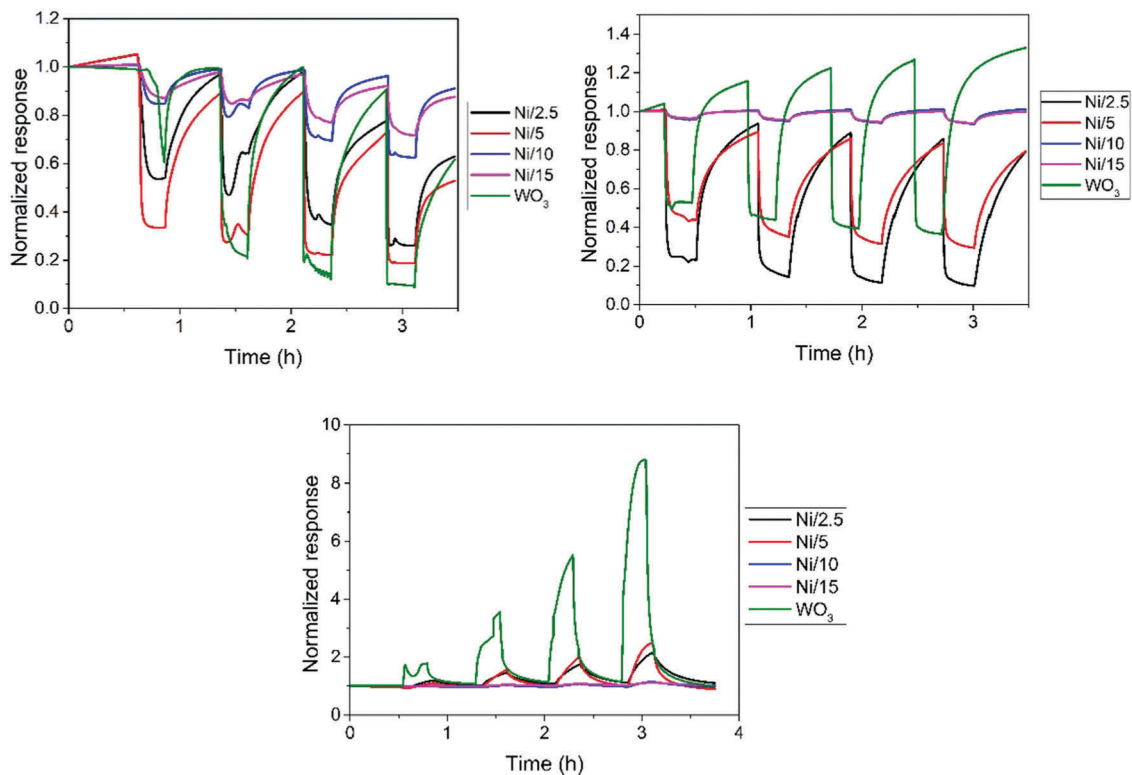 1.2
1.0
0.8
0.6
0.4
0.2
0.0
Normalized response
0
1
2
3
Time (h)
Ni/2.5
Ni/5
Ni/10
Ni/15
WO₃
1.4
1.2
1.0
0.8
0.6
0.4
0.2
0.0
Normalized response
0
1
2
3
Time (h)
Ni/2.5
Ni/5
Ni/10
Ni/15
WO₃
10
8
6
4
2
0
Normalized response
0
1
2
3
4
Time (h)
Ni/2.5
Ni/5
Ni/10
Ni/15
WO₃